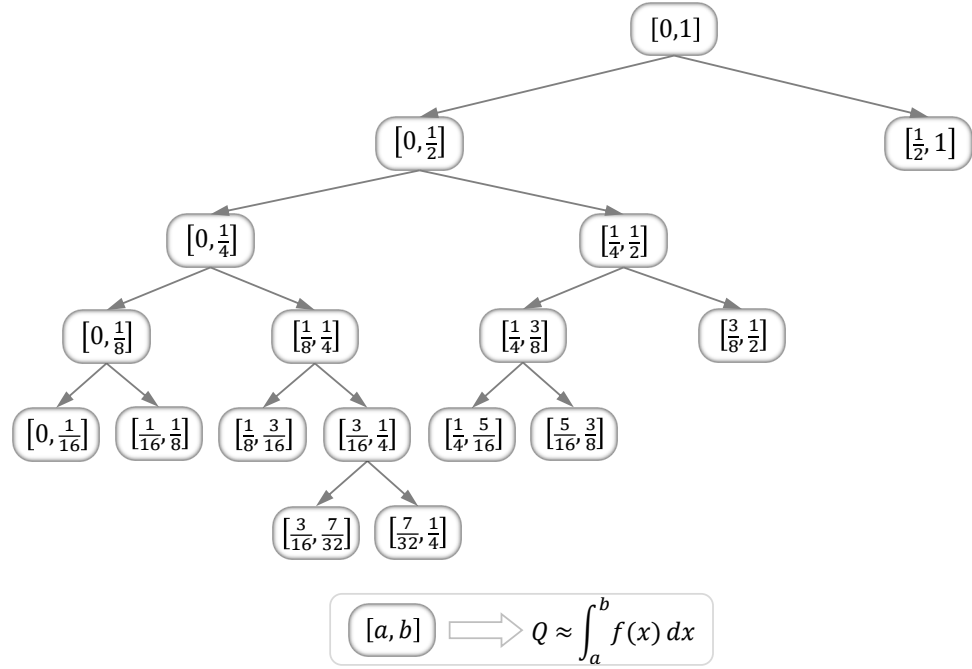 [0,1]
[0, 1/2] [1/2, 1]
[0, 1/4] [1/4, 1/2]
[0, 1/8] [1/8, 1/4] [1/4, 3/8] [3/8, 1/2]
[0, 1/16] [1/16, 1/8] [1/8, 3/16] [3/16, 1/4] [1/4, 5/16] [5/16, 3/8]
[3/16, 7/32] [7/32, 1/4]
[a, b] Q ≈ ∫_a^b f(x) dx